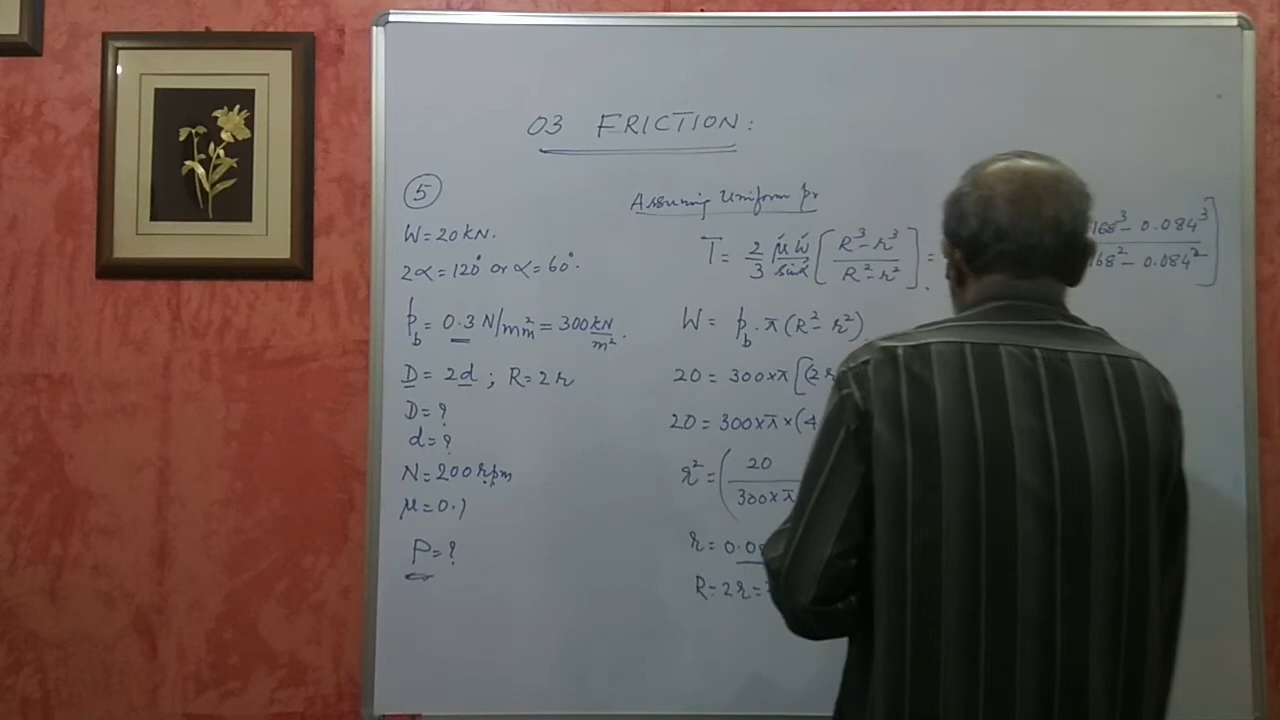 03 FRICTION:
5
W = 20 kN.
2α = 120° or α = 60°.
p_b = 0.3 N/mm² = 300 kN/m².
D = 2d ; R = 2r
D = ?
d = ?
N = 200 rpm
μ = 0.1
P = ?
Assuming Uniform pr
T = 2/3 μW/sinα [R³ - r³ / R² - r²] =
168³ - 0.084³ / 168² - 0.084²]
W = p_b . π (R² - r²).
20 = 300 × π [(2r
20 = 300 × π × (4
r² = (20 / 300 × π
r = 0.08
R = 2r =